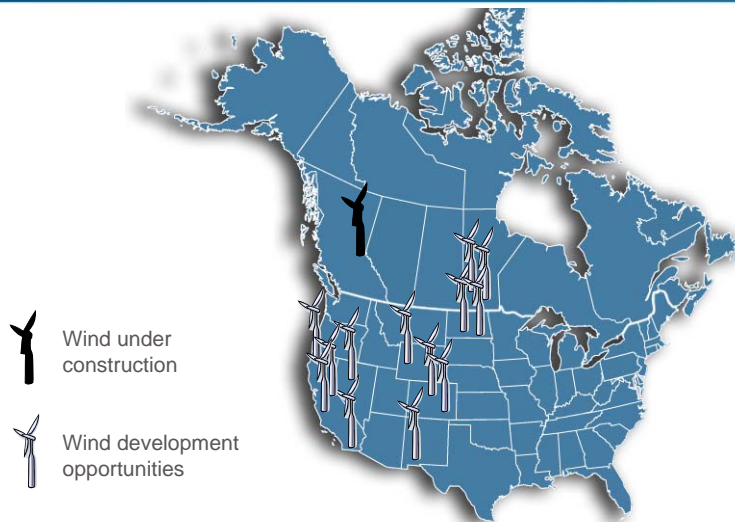 Wind under
construction
Wind development
opportunities